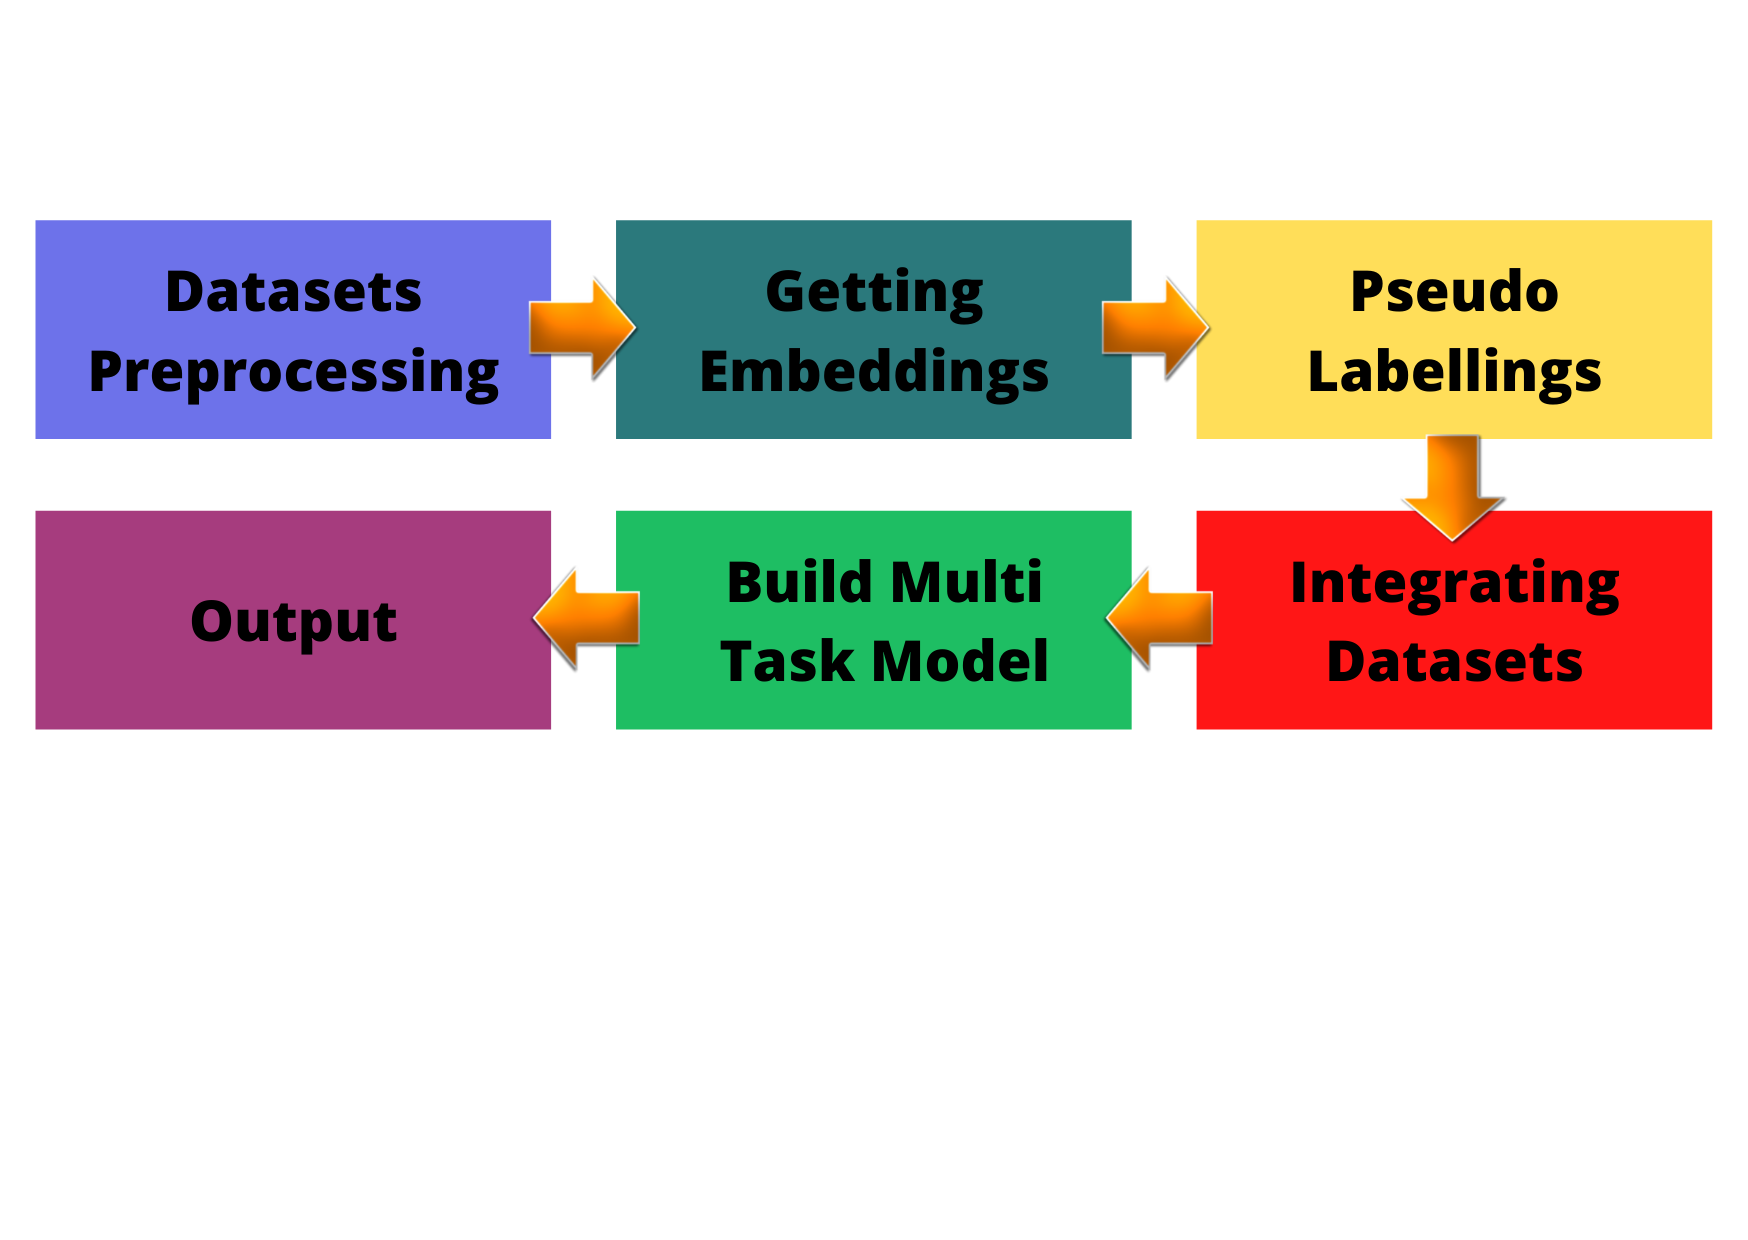 Datasets
Preprocessing
Getting
Embeddings
Pseudo
Labellings
Integrating
Datasets
Build Multi
Task Model
Output